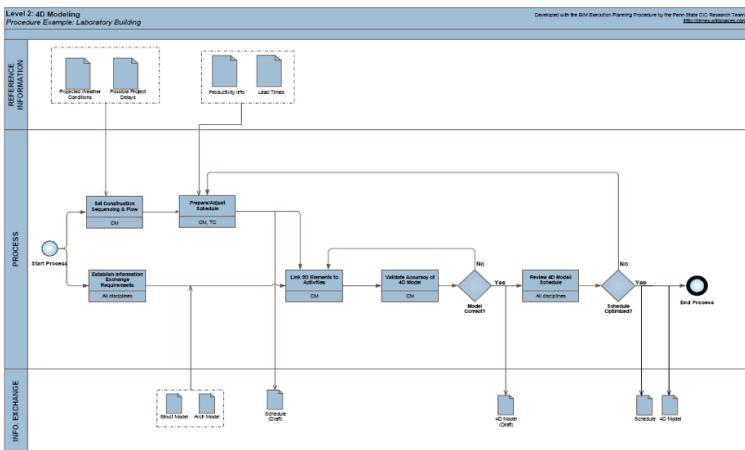 Level 2: 4D Modeling
Procedure Example: Laboratory Building
Developed with the BIM Execution Planning Procedure by the Penn State CIC Research Team
REFERENCE
INFORMATION
Projected Weather
Conditions
Possible Project
Delays
Productivity Info
Lead Times
PROCESS
Start Process
Set Construction
Sequencing & Flow
CM
Prepare/Adjust
Schedule
CM, TC
Establish Information
Exchange
Requirements
All disciplines
Link 3D Elements to
Activities
CM
Validate Accuracy of
4D Model
CM
No
Yes
Model
Correct?
Review 4D Model/
Schedule
All disciplines
No
Yes
Schedule
Optimized?
End Process
INFO. EXCHANGE
Struct Model
Arch Model
Schedule
(Draft)
4D Model
(Draft)
Schedule
4D Model